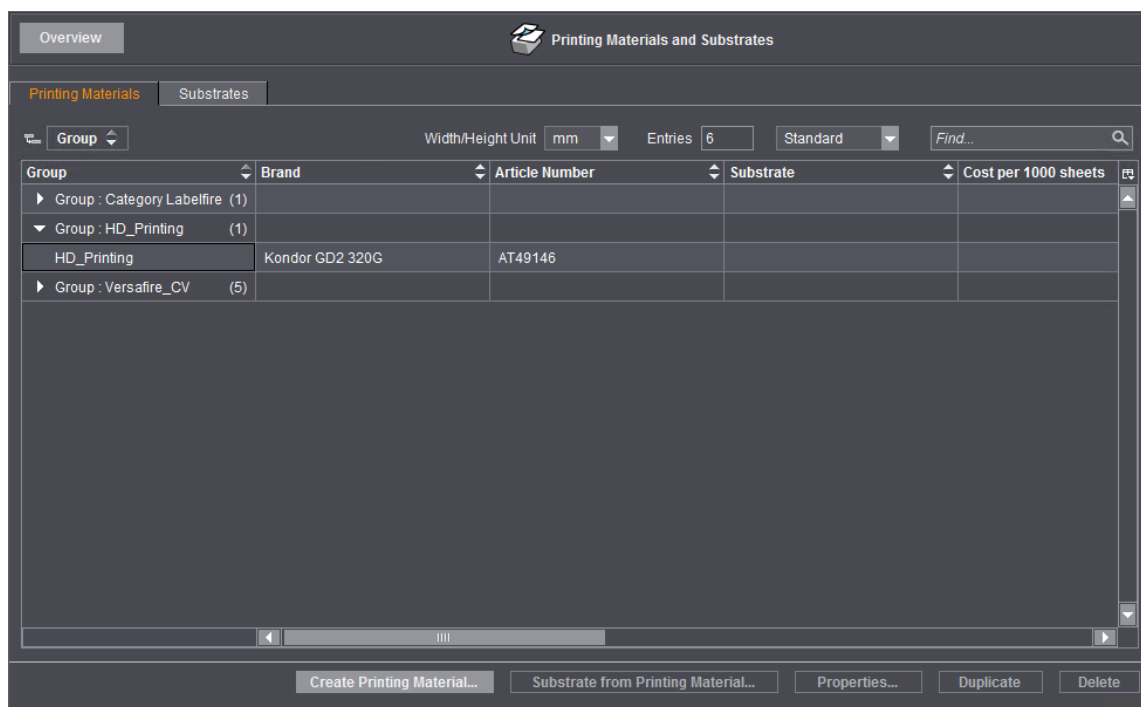 Overview
Printing Materials and Substrates
Printing Materials Substrates
Group Width/Height Unit mm Entries 6 Standard Find...
Group Brand Article Number Substrate Cost per 1000 sheets
Group : Category Labelfire (1)
Group : HD_Printing (1)
HD_Printing Kondor GD2 320G AT49146
Group : Versafire_CV (5)
Create Printing Material... Substrate from Printing Material... Properties... Duplicate Delete